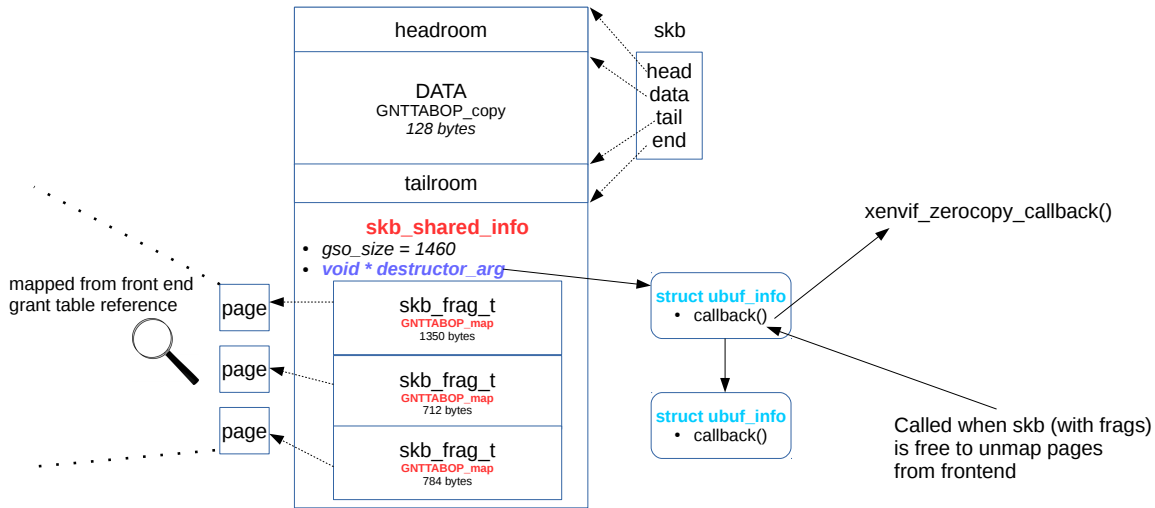 headroom
DATA
GNTTABOP_copy
128 bytes
tailroom
skb
head
data
tail
end
skb_shared_info
• gso_size = 1460
• void * destructor_arg
skb_frag_t
GNTTABOP_map
1350 bytes
skb_frag_t
GNTTABOP_map
712 bytes
skb_frag_t
GNTTABOP_map
784 bytes
mapped from front end
grant table reference
page
page
page
xenvif_zerocopy_callback()
struct ubuf_info
• callback()
struct ubuf_info
• callback()
Called when skb (with frags)
is free to unmap pages
from frontend